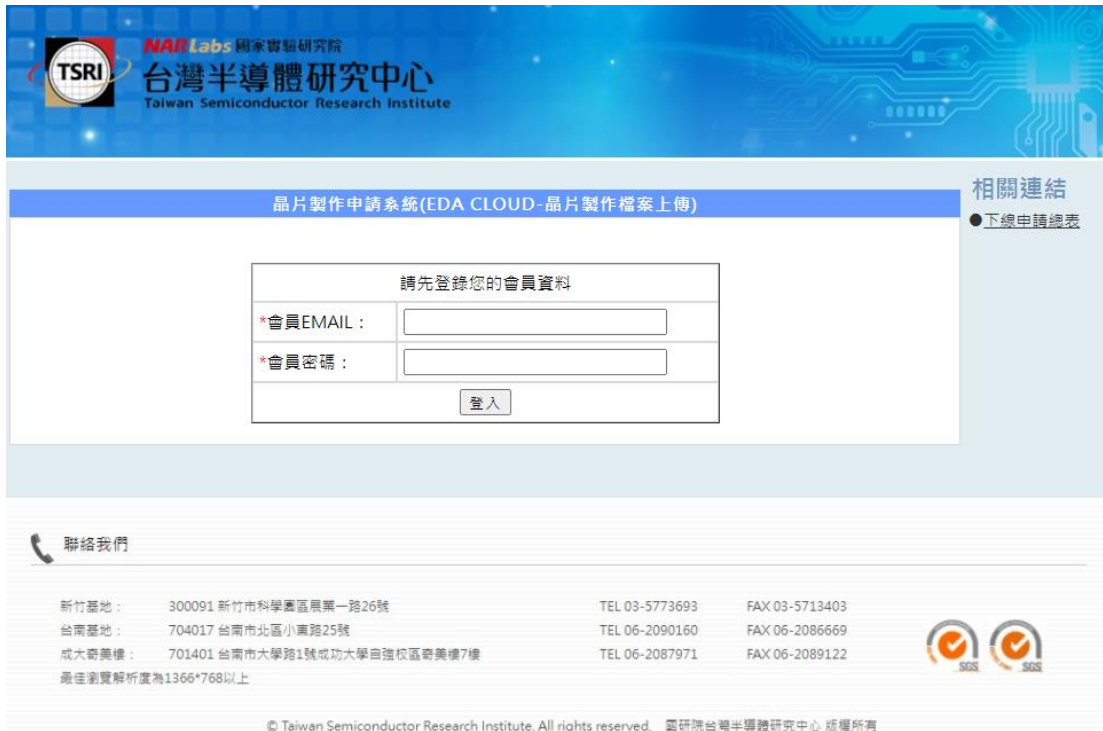 TSRI
NARLabs 國家實驗研究院
台灣半導體研究中心
Taiwan Semiconductor Research Institute
晶片製作申請系統(EDA CLOUD-晶片製作檔案上傳)
相關連結
●下線申請總表
請先登錄您的會員資料
*會員EMAIL：
*會員密碼：
登入
聯絡我們
新竹基地： 300091 新竹市科學園區展業一路26號 TEL 03-5773693 FAX 03-5713403
台南基地： 704017 台南市北區小東路25號 TEL 06-2090160 FAX 06-2086669
成大奇美樓： 701401 台南市大學路1號成功大學自強校區奇美樓7樓 TEL 06-2087971 FAX 06-2089122
最佳瀏覽解析度為1366*768以上
SGS SGS
© Taiwan Semiconductor Research Institute. All rights reserved. 國研院台灣半導體研究中心 版權所有